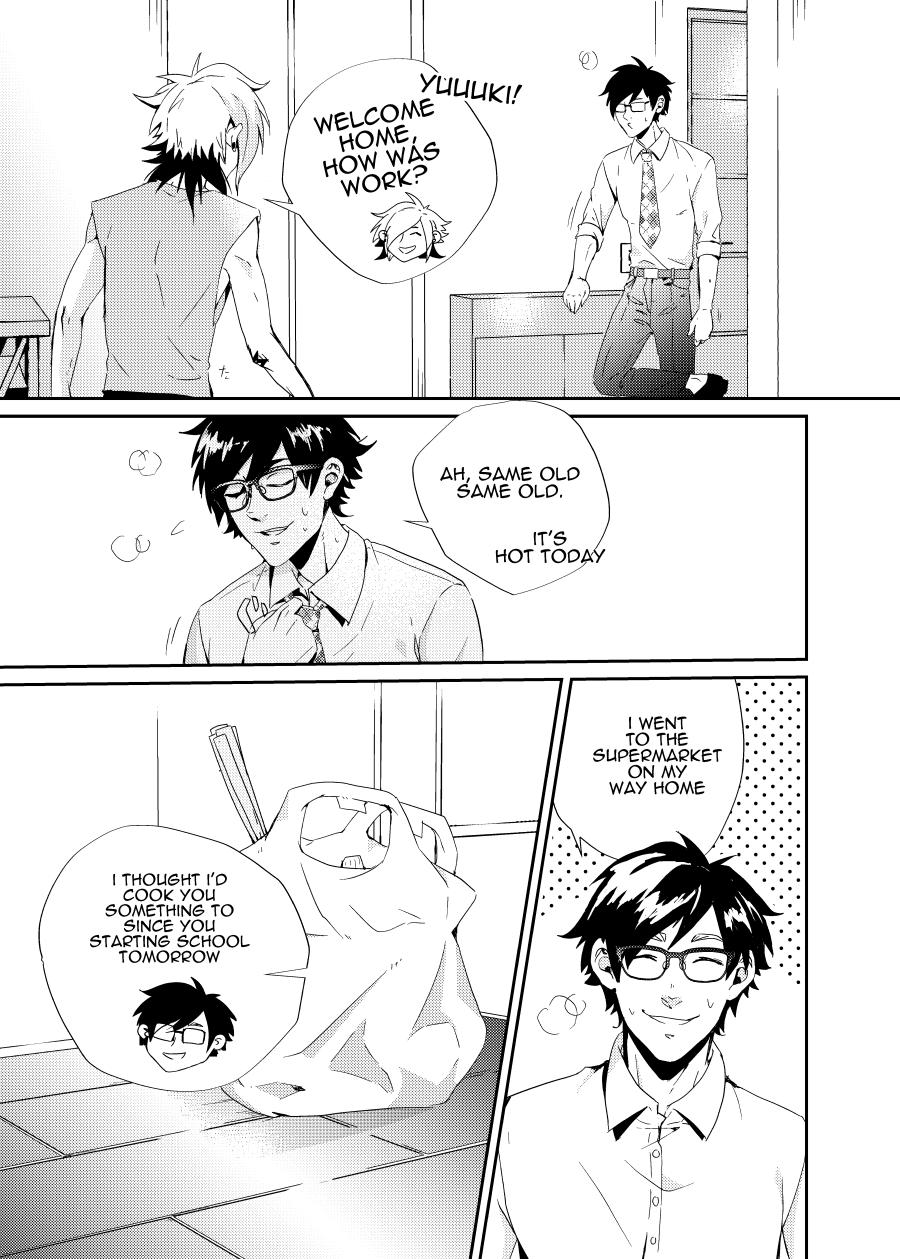 YUUUKI!
WELCOME
HOME,
HOW WAS
WORK?
AH, SAME OLD
SAME OLD.
IT'S
HOT TODAY
I WENT
TO THE
SUPERMARKET
ON MY
WAY HOME
I THOUGHT I'D
COOK YOU
SOMETHING TO
SINCE YOU
STARTING SCHOOL
TOMORROW